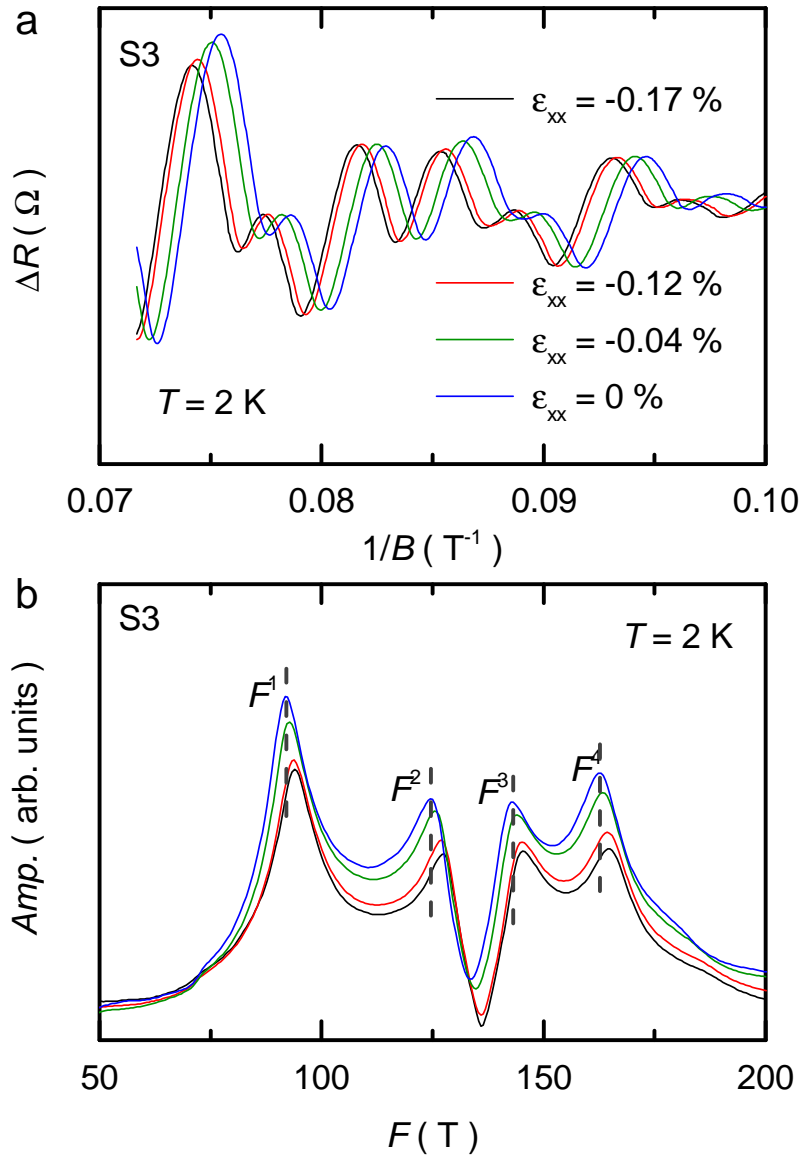 a
S3
εxx = -0.17 %
εxx = -0.12 %
εxx = -0.04 %
εxx = 0 %
T = 2 K
ΔR ( Ω )
0.07 0.08 0.09 0.10
1/B ( T-1 )
b
S3
T = 2 K
F1
F2
F3
F4
Amp. ( arb. units )
50 100 150 200
F ( T )